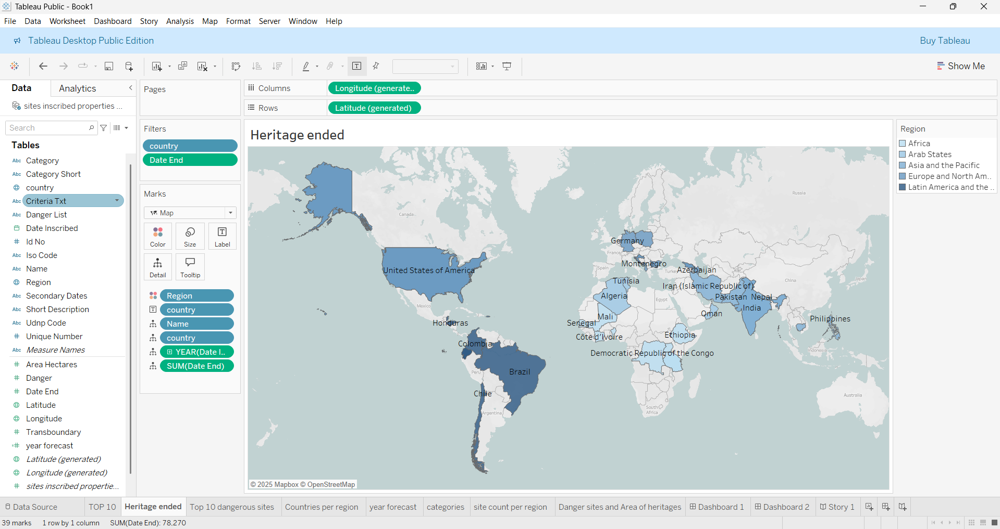 Tableau Public - Book1
File Data Worksheet Dashboard Story Analysis Map Format Server Window Help
Tableau Desktop Public Edition
Buy Tableau
Show Me
Data
Analytics
sites inscribed properties ...
Search
Tables
Abc Category
Abc Category Short
country
Abc Criteria Txt
Abc Danger List
Date Inscribed
Id No
Abc Iso Code
Abc Name
Region
Abc Secondary Dates
Abc Short Description
Abc Udnp Code
Unique Number
Abc Measure Names
Area Hectares
Danger
Date End
Latitude
Longitude
Transboundary
year forecast
Latitude (generated)
Longitude (generated)
sites inscribed propertie...
Pages
Filters
country
Date End
Marks
Map
Color
Size
Label
Detail
Tooltip
Region
country
Name
country
YEAR(Date I..
SUM(Date End)
Columns
Longitude (generate..
Rows
Latitude (generated)
Heritage ended
Russia
Canada
Germany
France
United States of America
Montenegro
Spain
Azerbaijan
Turkey
Tunisia
China
Japan
Iran (Islamic Republic of)
Algeria
Egypt
Pakistan
Nepal
Mexico
India
Mali
Oman
Honduras
Senegal
Philippines
Côte d'Ivoire
Ethiopia
Colombia
Indonesia
Democratic Republic of the Congo
Peru
Brazil
Chile
Australia
South
Africa
Argentina
© 2025 Mapbox © OpenStreetMap
Region
Africa
Arab States
Asia and the Pacific
Europe and North Am..
Latin America and the ..
Data Source
TOP 10
Heritage ended
Top 10 dangerous sites
Countries per region
year forecast
categories
site count per region
Danger sites and Area of heritages
Dashboard 1
Dashboard 2
Story 1
39 marks
1 row by 1 column
SUM(Date End): 78,270